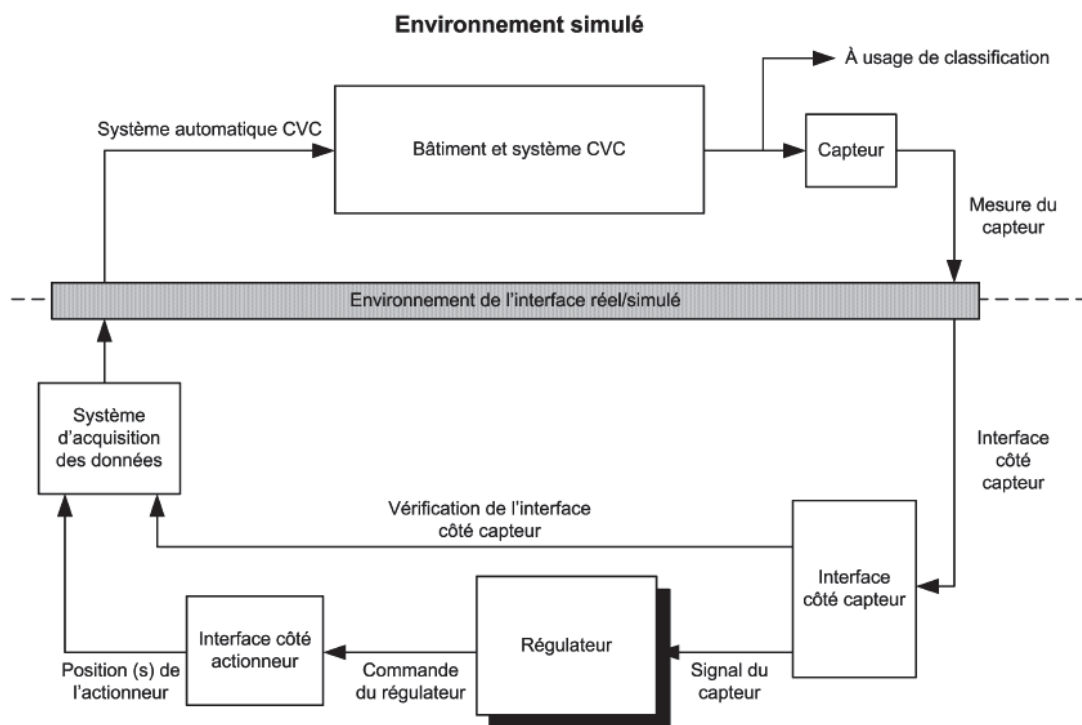 Environnement simulé
À usage de classification
Système automatique CVC
Bâtiment et système CVC
Capteur
Mesure du
capteur
Environnement de l'interface réel/simulé
Système
d'acquisition
des données
Interface
côté
capteur
Vérification de l'interface
côté capteur
Interface
côté capteur
Régulateur
Interface côté
actionneur
Position (s) de
l'actionneur
Commande
du régulateur
Signal du
capteur